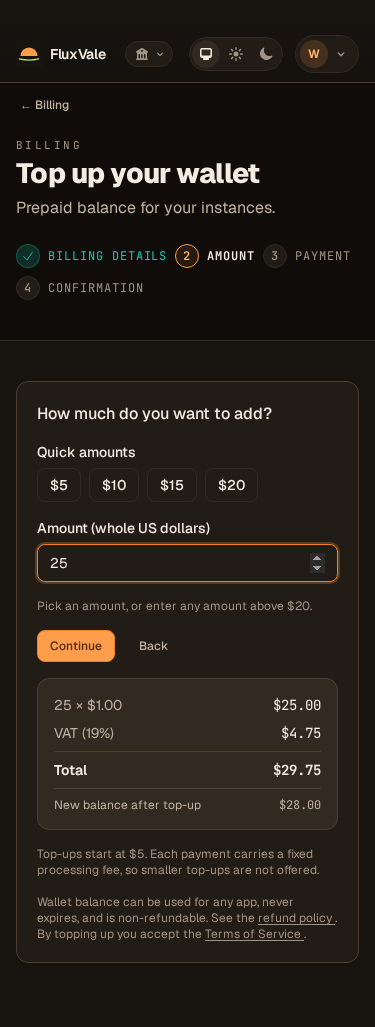 FluxVale
W
← Billing
BILLING
Top up your wallet
Prepaid balance for your instances.
BILLING DETAILS 2 AMOUNT 3 PAYMENT
4 CONFIRMATION
How much do you want to add?
Quick amounts
$5 $10 $15 $20
Amount (whole US dollars)
25
Pick an amount, or enter any amount above $20.
Continue Back
25 × $1.00 $25.00
VAT (19%) $4.75
Total $29.75
New balance after top-up $28.00
Top-ups start at $5. Each payment carries a fixed
processing fee, so smaller top-ups are not offered.
Wallet balance can be used for any app, never
expires, and is non-refundable. See the refund policy .
By topping up you accept the Terms of Service .